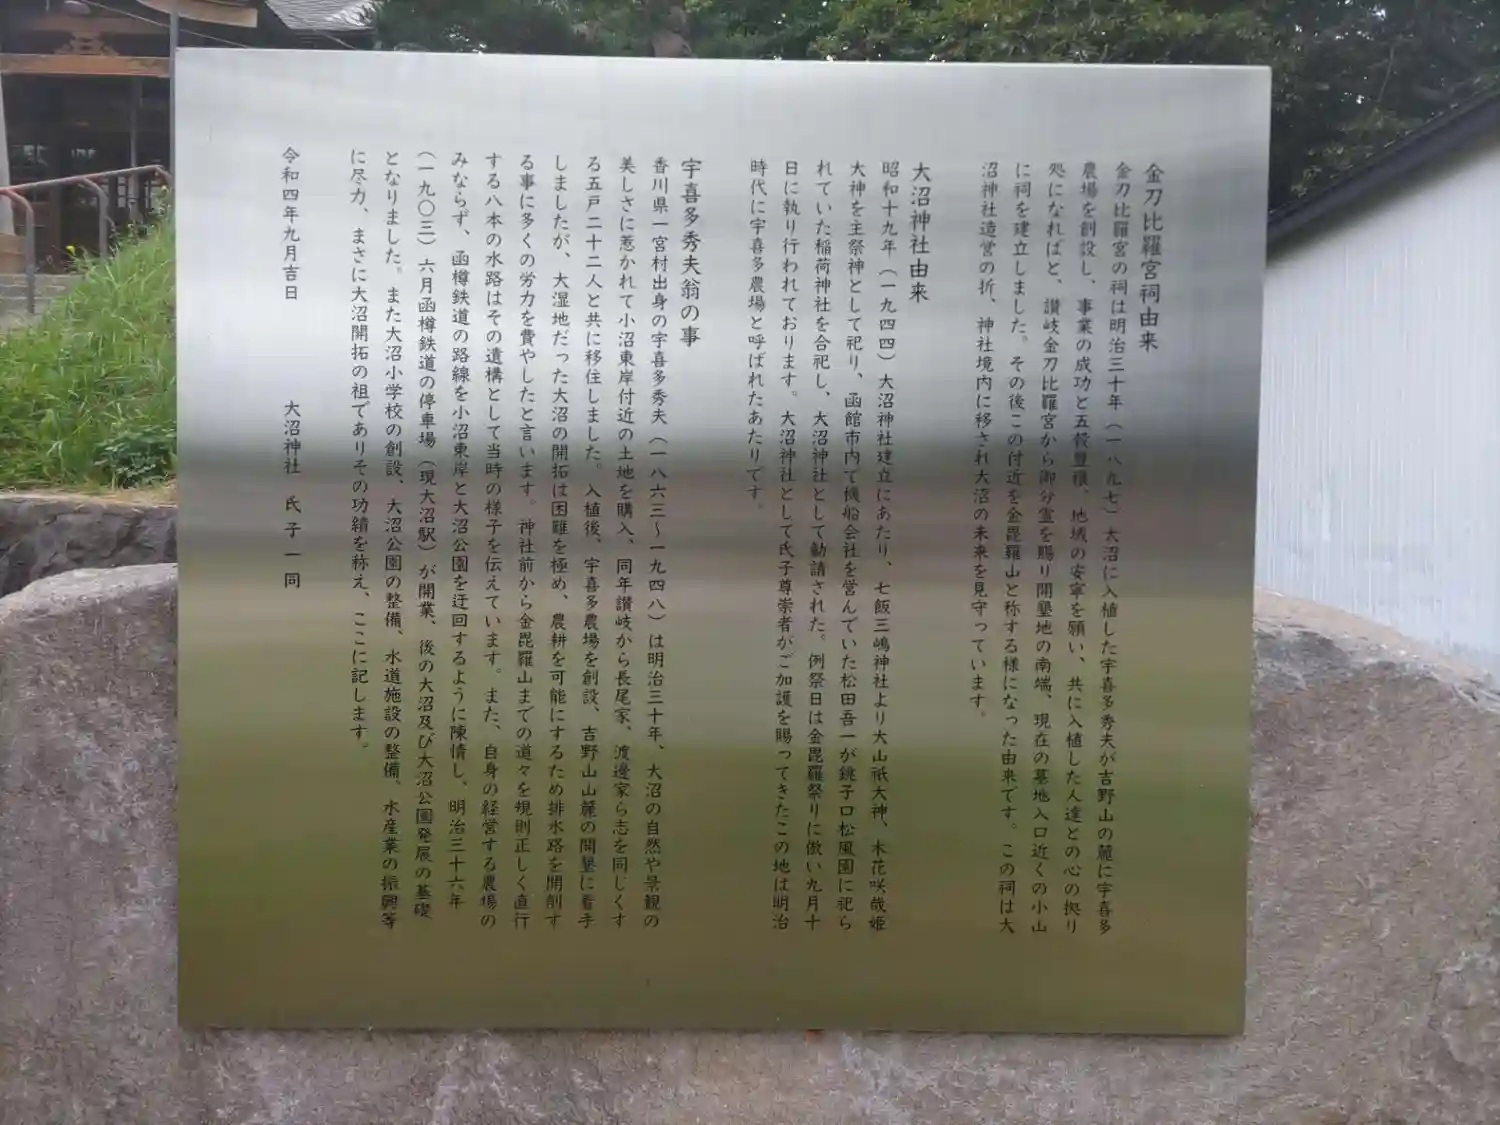 金刀比羅宮祠由来
金刀比羅宮の祠は明治三十年（一八九七）大沼に入植した宇喜多秀夫が吉野山の麓に宇喜多
農場を創設し、事業の成功と五穀豊穣、地域の安寧を願い、共に入植した人達との心の拠り
処になればと、讃岐金刀比羅宮から御分霊を賜り開墾地の南端、現在の墓地入口近くの小山
に祠を建立しました。その後この付近を金毘羅山と称する様になった由来です。この祠は大
沼神社造営の折、神社境内に移され大沼の未来を見守っています。
大沼神社由来
昭和十九年（一九四四）大沼神社建立にあたり、七飯三嶋神社より大山祇大神、木花咲哉姫
大神を主祭神として祀り、函館市内で機船会社を営んでいた松田吾一が銚子口松風園に祀ら
れていた稲荷神社を合祀し、大沼神社として勧請された。例祭日は金毘羅祭りに倣い九月十
日に執り行われております。大沼神社として氏子尊崇者がご加護を賜ってきたこの地は明治
時代に宇喜多農場と呼ばれたあたりです。
宇喜多秀夫翁の事
香川県一宮村出身の宇喜多秀夫（一八六三〜一九四八）は明治三十年、大沼の自然や景観の
美しさに惹かれて小沼東岸付近の土地を購入、同年讃岐から長尾家、渡邊家ら志を同じくす
る五戸二十二人と共に移住しました。入植後、宇喜多農場を創設、吉野山山麓の開墾に着手
しましたが、大湿地だった大沼の開拓は困難を極め、農耕を可能にするため排水路を開削す
る事に多くの労力を費やしたと言います。神社前から金毘羅山までの道々を規則正しく直行
する八本の水路はその遺構として当時の様子を伝えています。また、自身の経営する農場の
みならず、函樽鉄道の路線を小沼東岸と大沼公園を迂回するように陳情し、明治三十六年
（一九〇三）六月函樽鉄道の停車場（現大沼駅）が開業、後の大沼及び大沼公園発展の基礎
となりました。また大沼小学校の創設、大沼公園の整備、水道施設の整備、水産業の振興等
に尽力、まさに大沼開拓の祖でありその功績を称え、ここに記します。
令和四年九月吉日　大沼神社　氏子一同